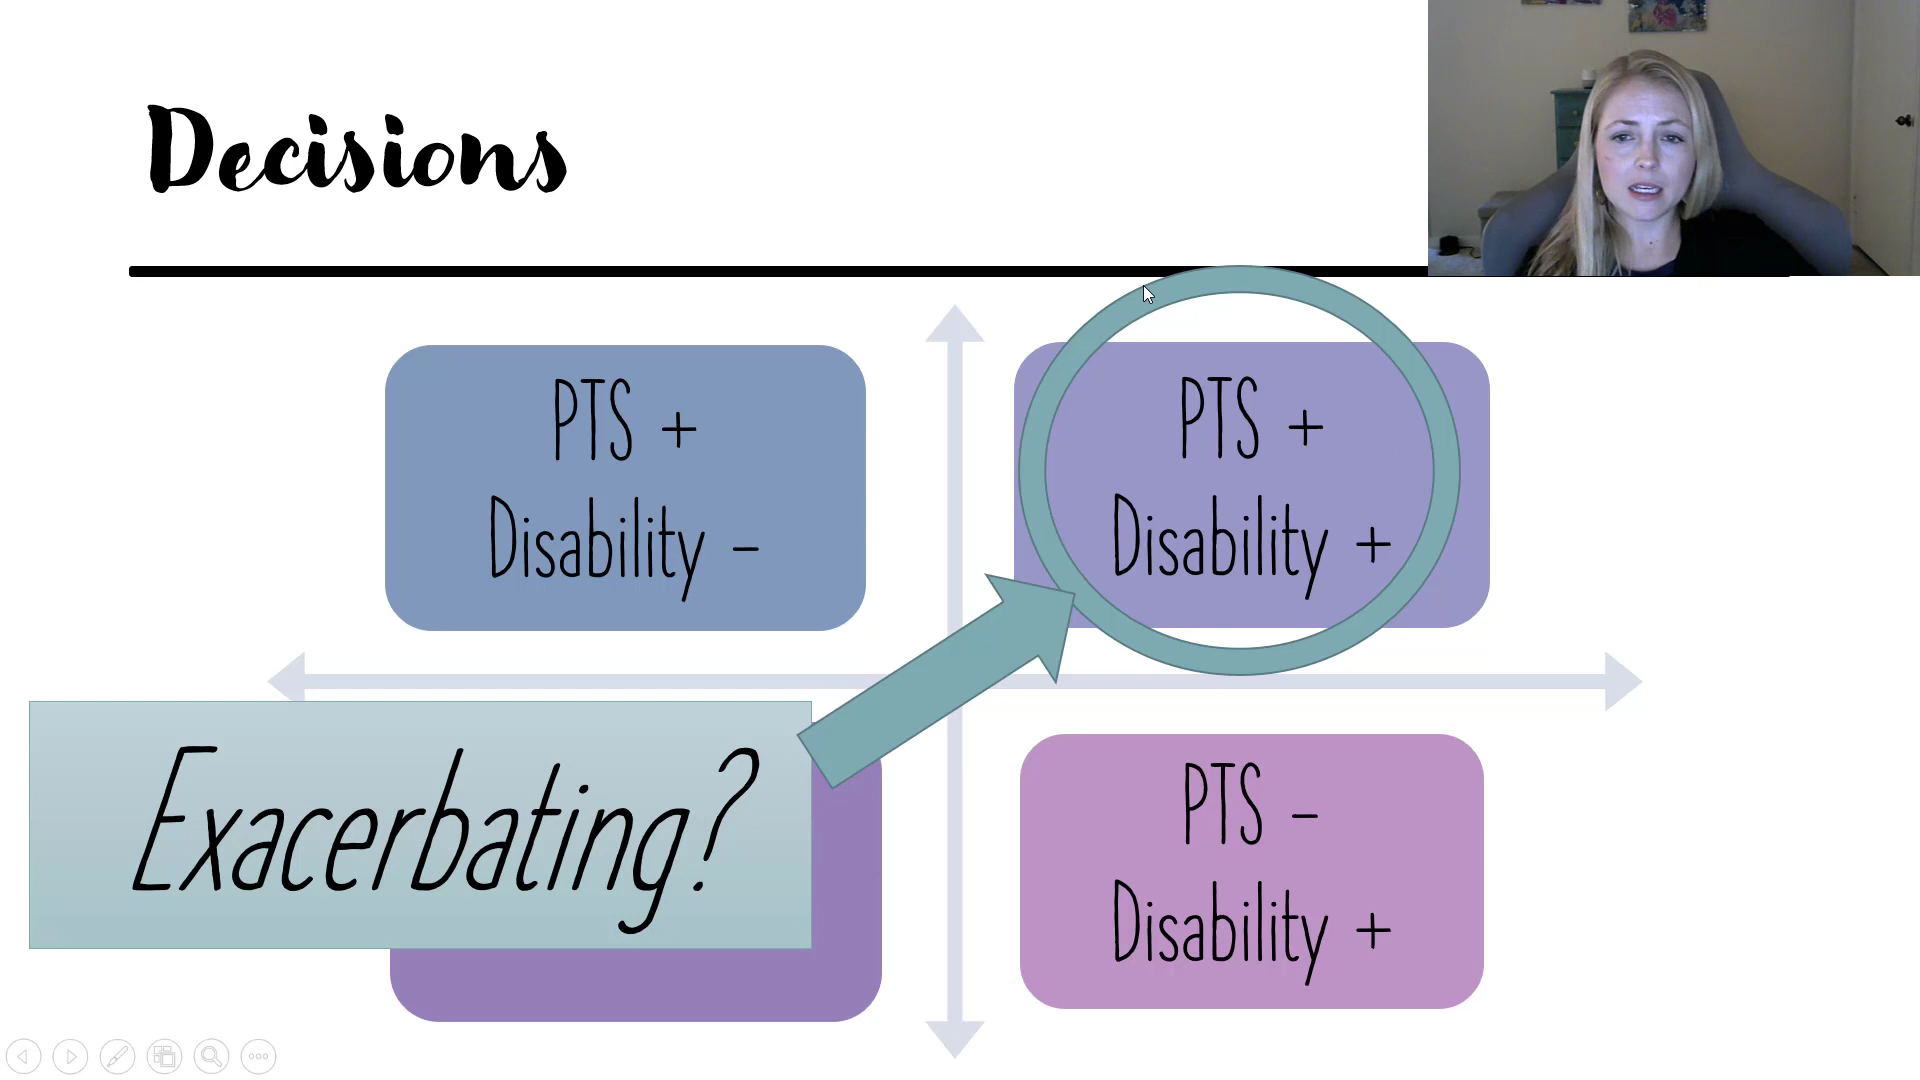 Decisions
PTS +
Disability -
PTS +
Disability +
Exacerbating?
PTS -
Disability +